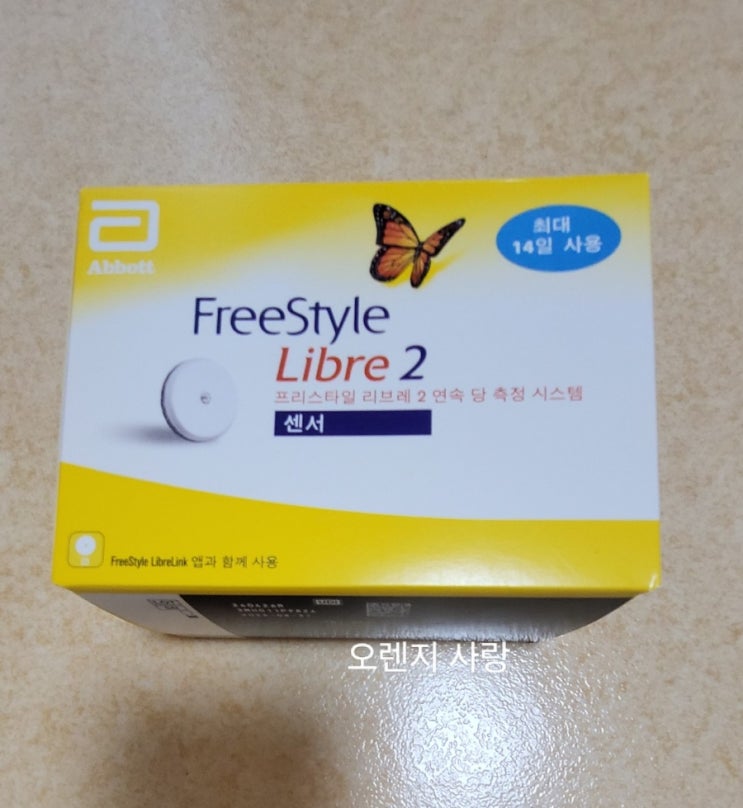 최대
14일 사용
Abbott
FreeStyle
Libre 2
프리스타일 리브레 2 연속 당 측정 시스템
센서
FreeStyle LibreLink 앱과 함께 사용
오렌지 사랑